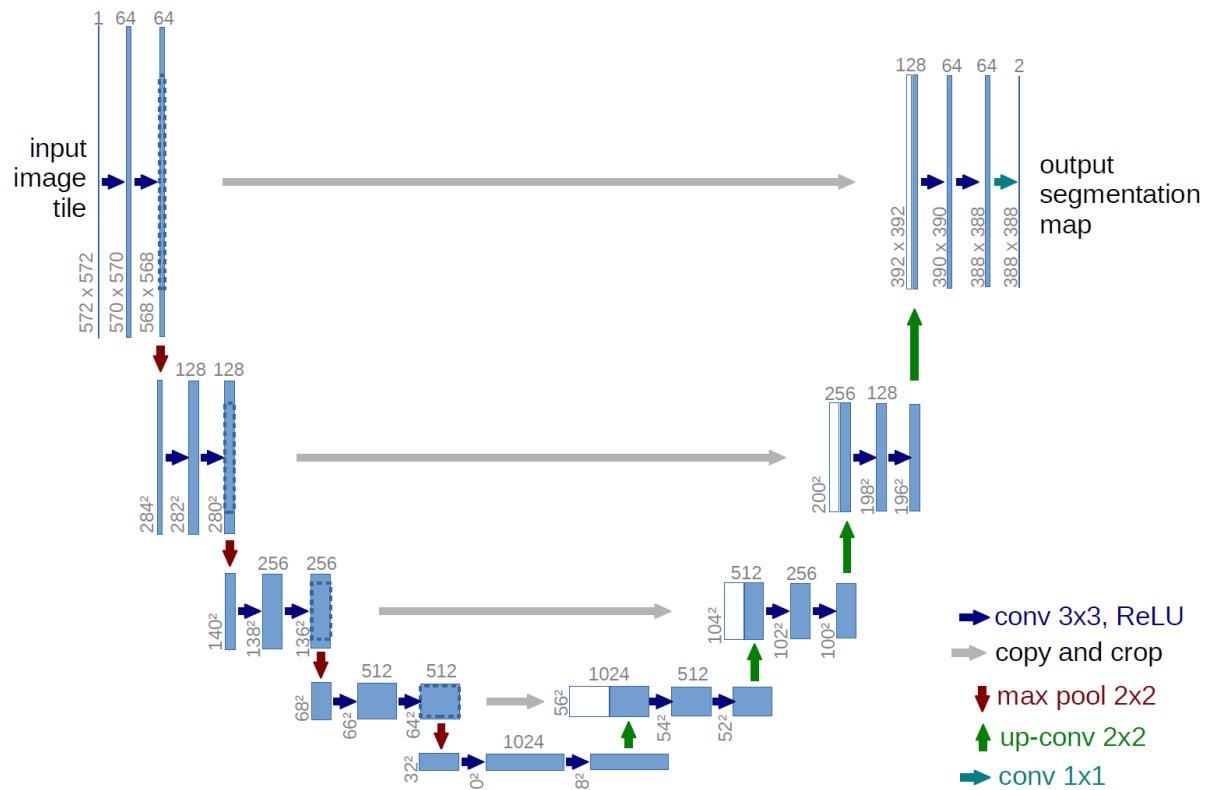 1 64 64
128
64 64 2
input
image
tile
output
segmentation
map
572 x 572
570 x 570
568 x 568
392 x 392
390 x 390
388 x 388
388 x 388
128 128
256 128
284²
282²
280²
200²
198²
196²
256 256
512 256
140²
138²
136²
104²
102²
100²
512 512
1024 512
68²
66²
64²
56²
54²
52²
1024
32²
0²
8²
conv 3x3, ReLU
copy and crop
max pool 2x2
up-conv 2x2
conv 1x1